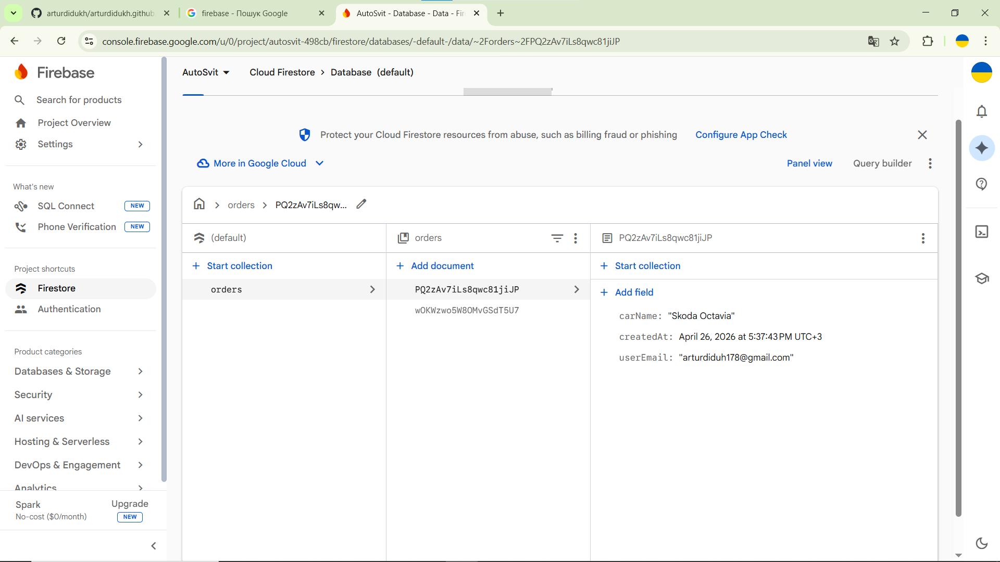 arturdidukh/arturdidukh.github
firebase - Пошук Google
AutoSvit - Database - Data - Fir
console.firebase.google.com/u/0/project/autosvit-498cb/firestore/databases/-default-/data/~2Forders~2FPQ2zAv7iLs8qwc81jiJP
Firebase
AutoSvit
Cloud Firestore > Database (default)
Search for products
Project Overview
Settings
Protect your Cloud Firestore resources from abuse, such as billing fraud or phishing
Configure App Check
More in Google Cloud
Panel view
Query builder
What's new
SQL Connect NEW
Phone Verification NEW
orders > PQ2zAv7iLs8qw...
(default)
orders
PQ2zAv7iLs8qwc81jiJP
+ Start collection
+ Add document
+ Start collection
Project shortcuts
Firestore
Authentication
orders
PQ2zAv7iLs8qwc81jiJP
wOKWzwo5W8OMvGSdT5U7
+ Add field
carName: "Skoda Octavia"
createdAt: April 26, 2026 at 5:37:43 PM UTC+3
userEmail: "arturdiduh178@gmail.com"
Product categories
Databases & Storage
Security
AI services
Hosting & Serverless
DevOps & Engagement
Analytics
Spark
No-cost ($0/month)
Upgrade
NEW